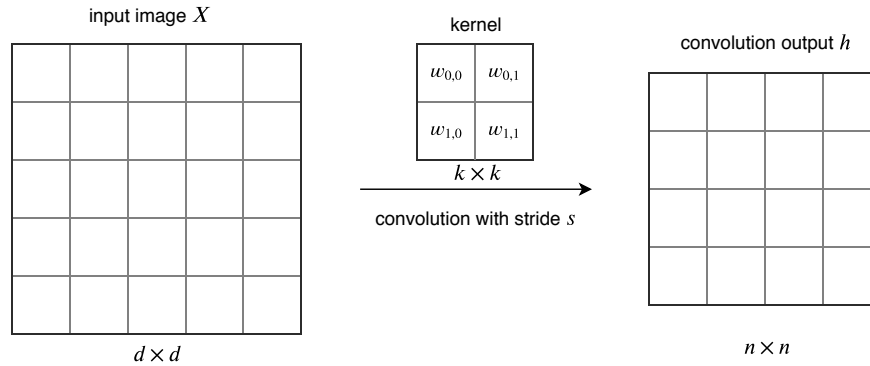 input image X
kernel
convolution output h
w0,0 w0,1
w1,0 w1,1
k × k
convolution with stride s
d × d
n × n